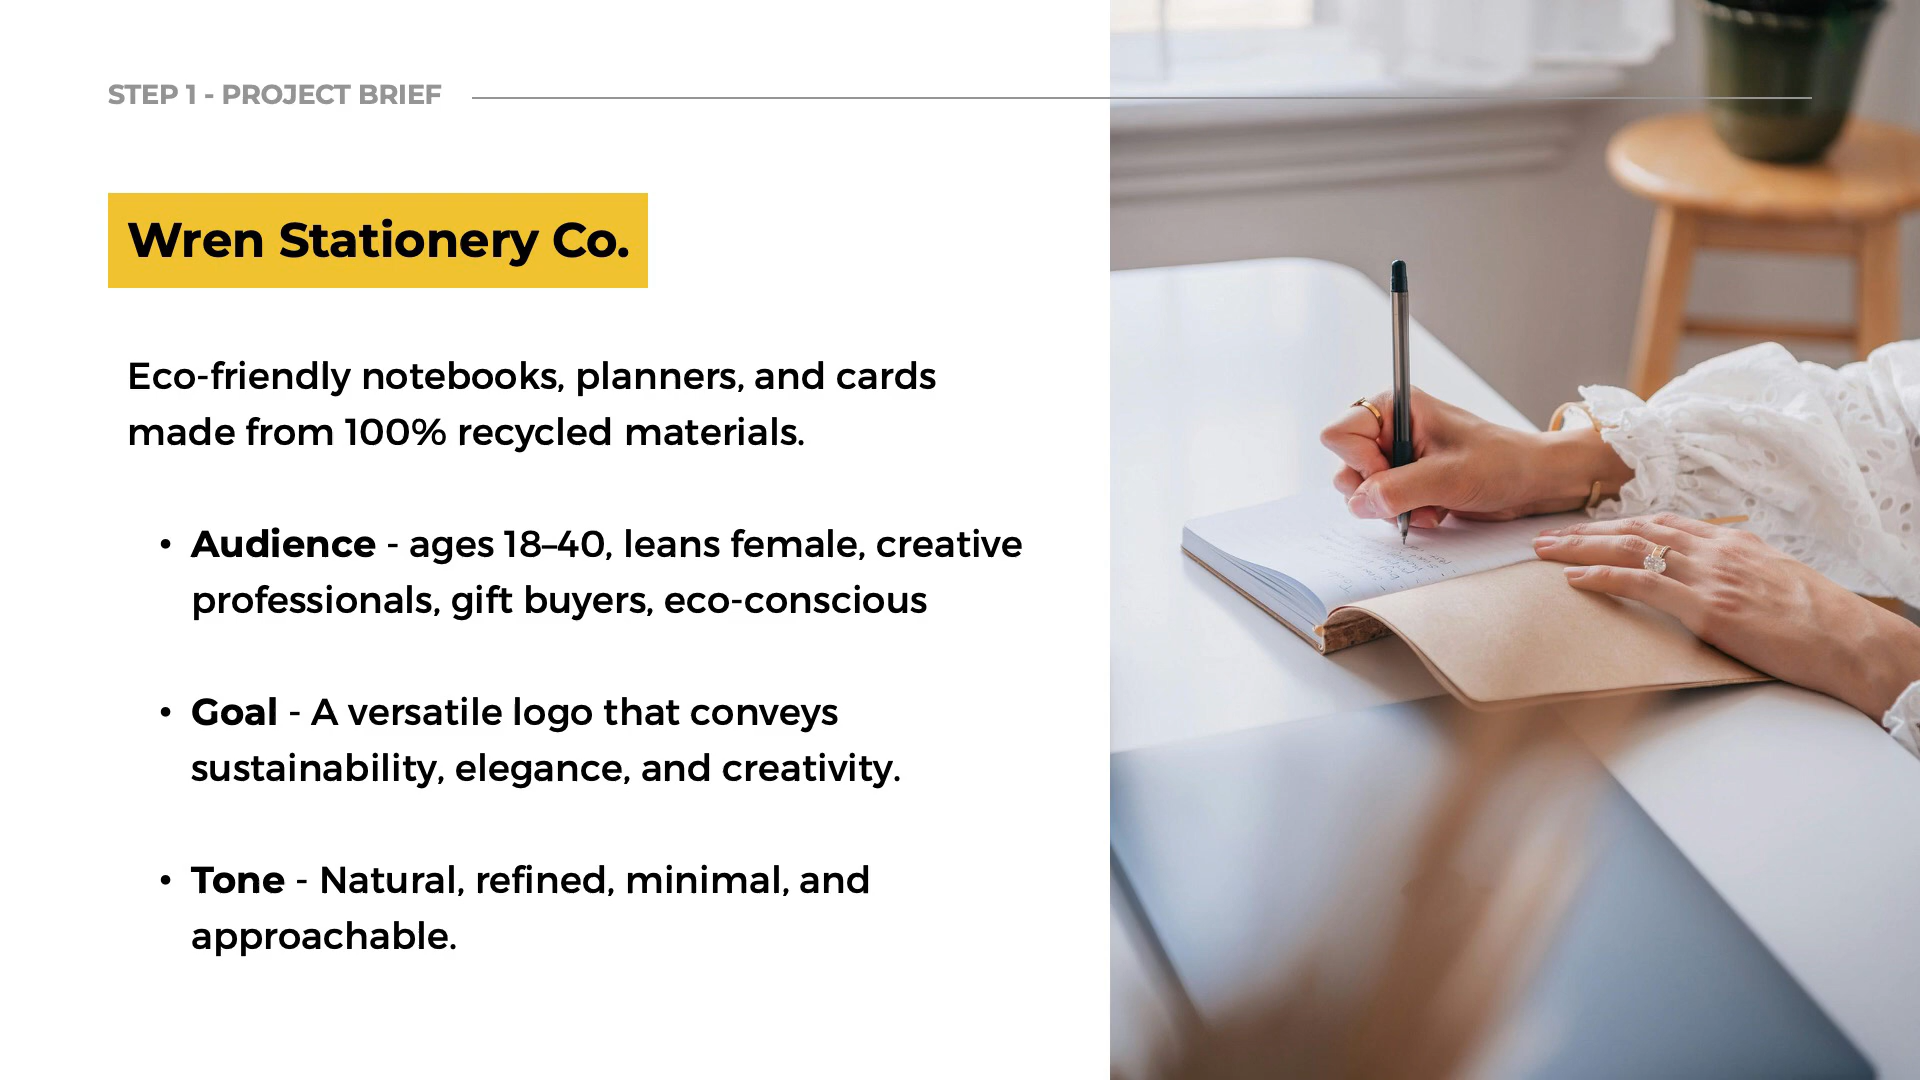 STEP 1 - PROJECT BRIEF
Wren Stationery Co.
Eco-friendly notebooks, planners, and cards
made from 100% recycled materials.
• Audience - ages 18–40, leans female, creative
professionals, gift buyers, eco-conscious
• Goal - A versatile logo that conveys
sustainability, elegance, and creativity.
• Tone - Natural, refined, minimal, and
approachable.